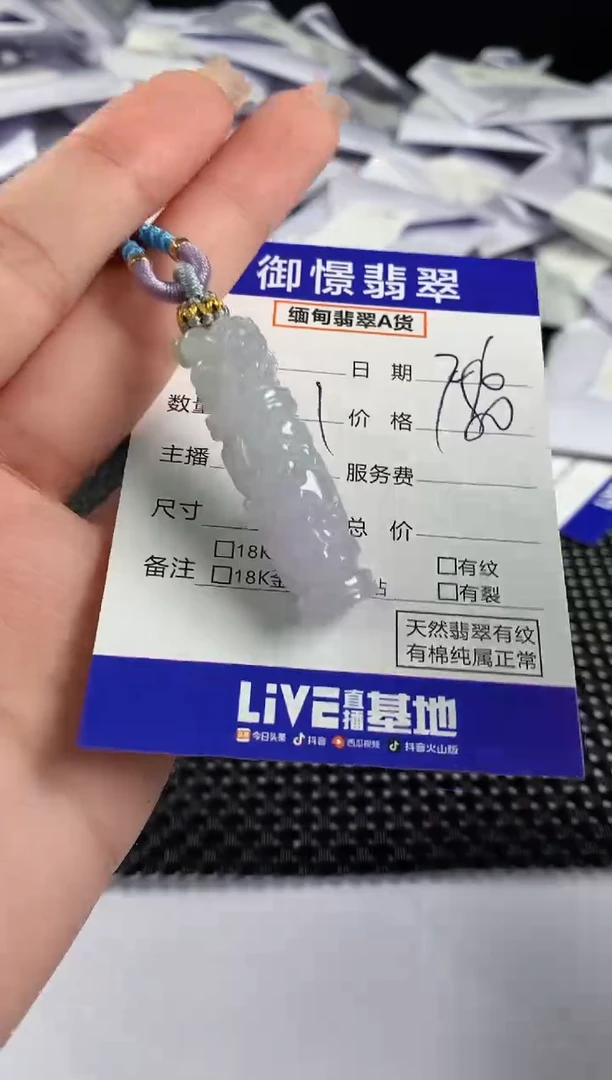 御憬翡翠
缅甸翡翠A货
日 期 7.6
数量 1 价 格 180
主播 服务费
尺寸 总 价
备注 □18K □有纹
□18K金 □有裂
天然翡翠有纹
有棉纯属正常
LiVE直播基地
今日头条 抖音 西瓜视频 抖音火山版